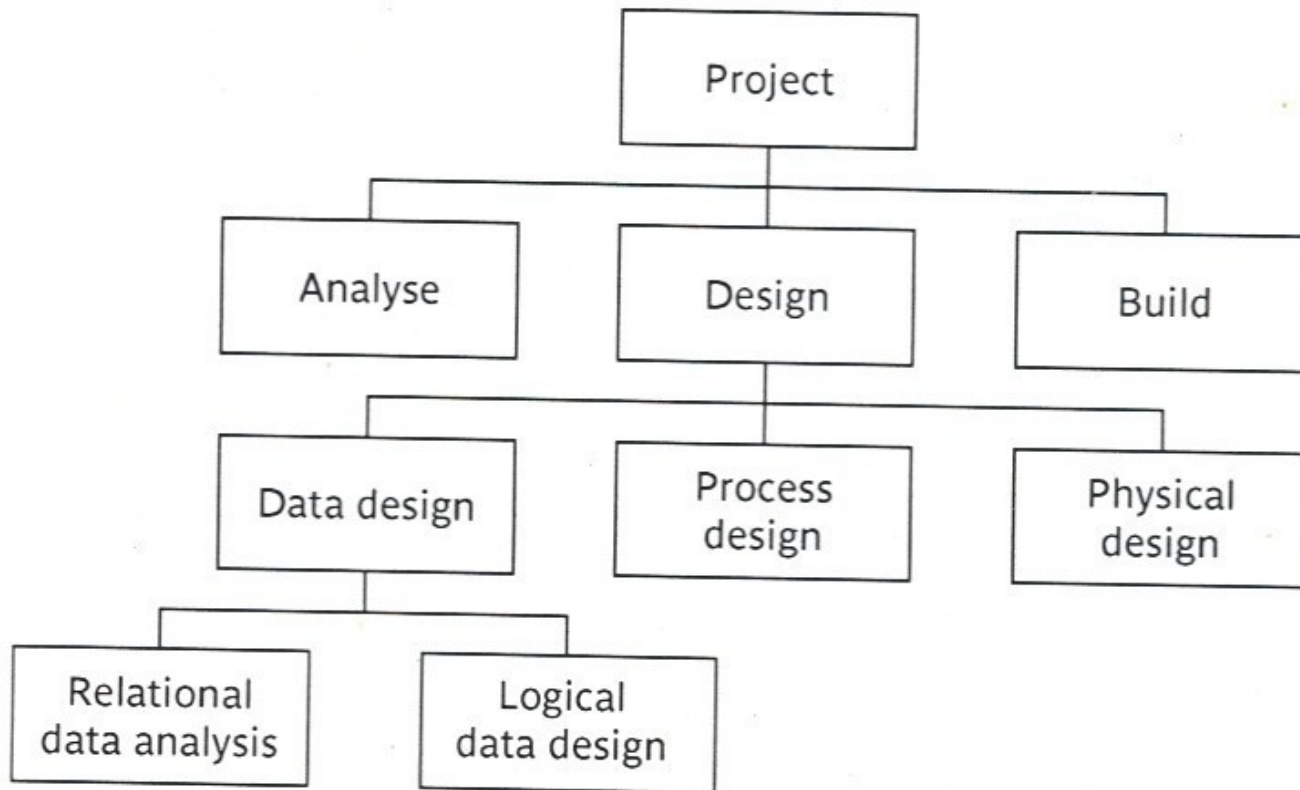 Project
Analyse
Design
Build
Data design
Process
design
Physical
design
Relational
data analysis
Logical
data design